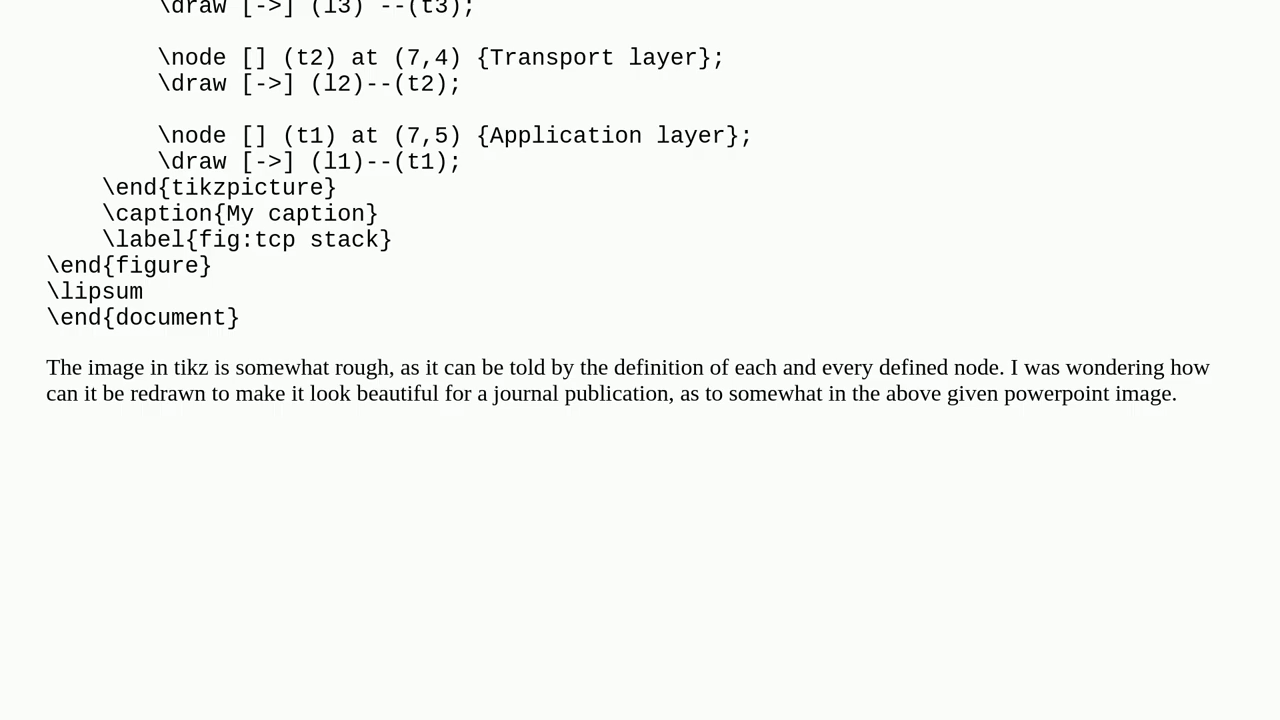 \draw [->] (l3) --(t3);
\node [] (t2) at (7,4) {Transport layer};
\draw [->] (l2)--(t2);
\node [] (t1) at (7,5) {Application layer};
\draw [->] (l1)--(t1);
\end{tikzpicture}
\caption{My caption}
\label{fig:tcp stack}
\end{figure}
\lipsum
\end{document}
The image in tikz is somewhat rough, as it can be told by the definition of each and every defined node. I was wondering how
can it be redrawn to make it look beautiful for a journal publication, as to somewhat in the above given powerpoint image.